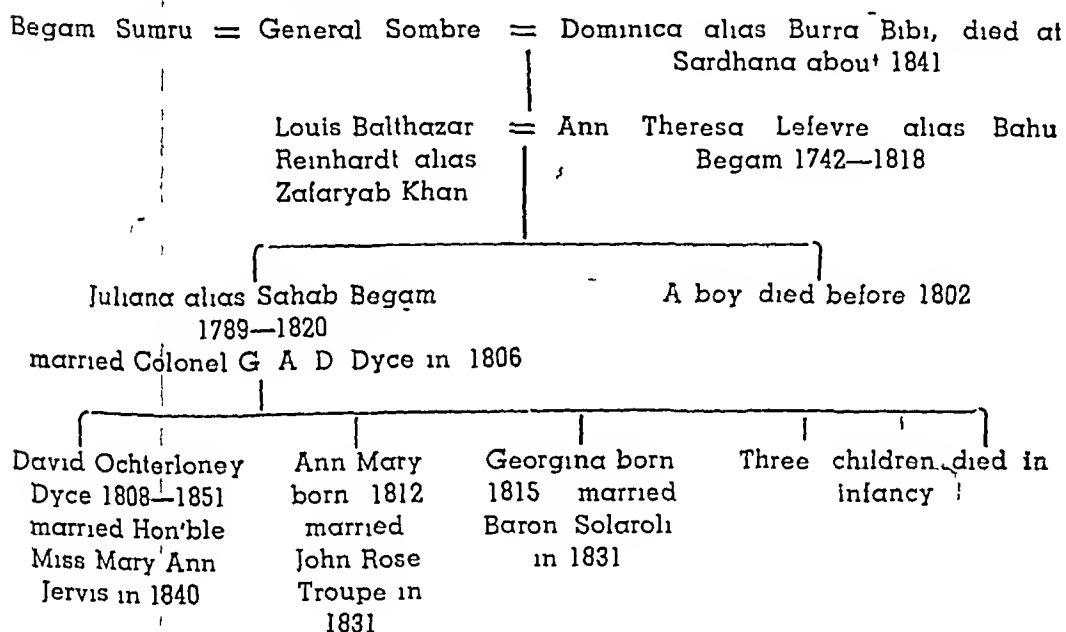 Begam Sumru = General Sombre = Dominica alias Burra Bibi, died at
Sardhana about 1841
Louis Balthazar = Ann Theresa Lefevre alias Bahu
Reinhardt alias Begam 1742—1818
Zafaryab Khan
Juliana alias Sahab Begam A boy died before 1802
1789—1820
married Colonel G A D Dyce in 1806
David Ochterloney Ann Mary Georgina born Three children died in
Dyce 1808—1851 born 1812 1815 married infancy
married Hon'ble married Baron Solaroli
Miss Mary Ann John Rose in 1831
Jervis in 1840 Troupe in
1831